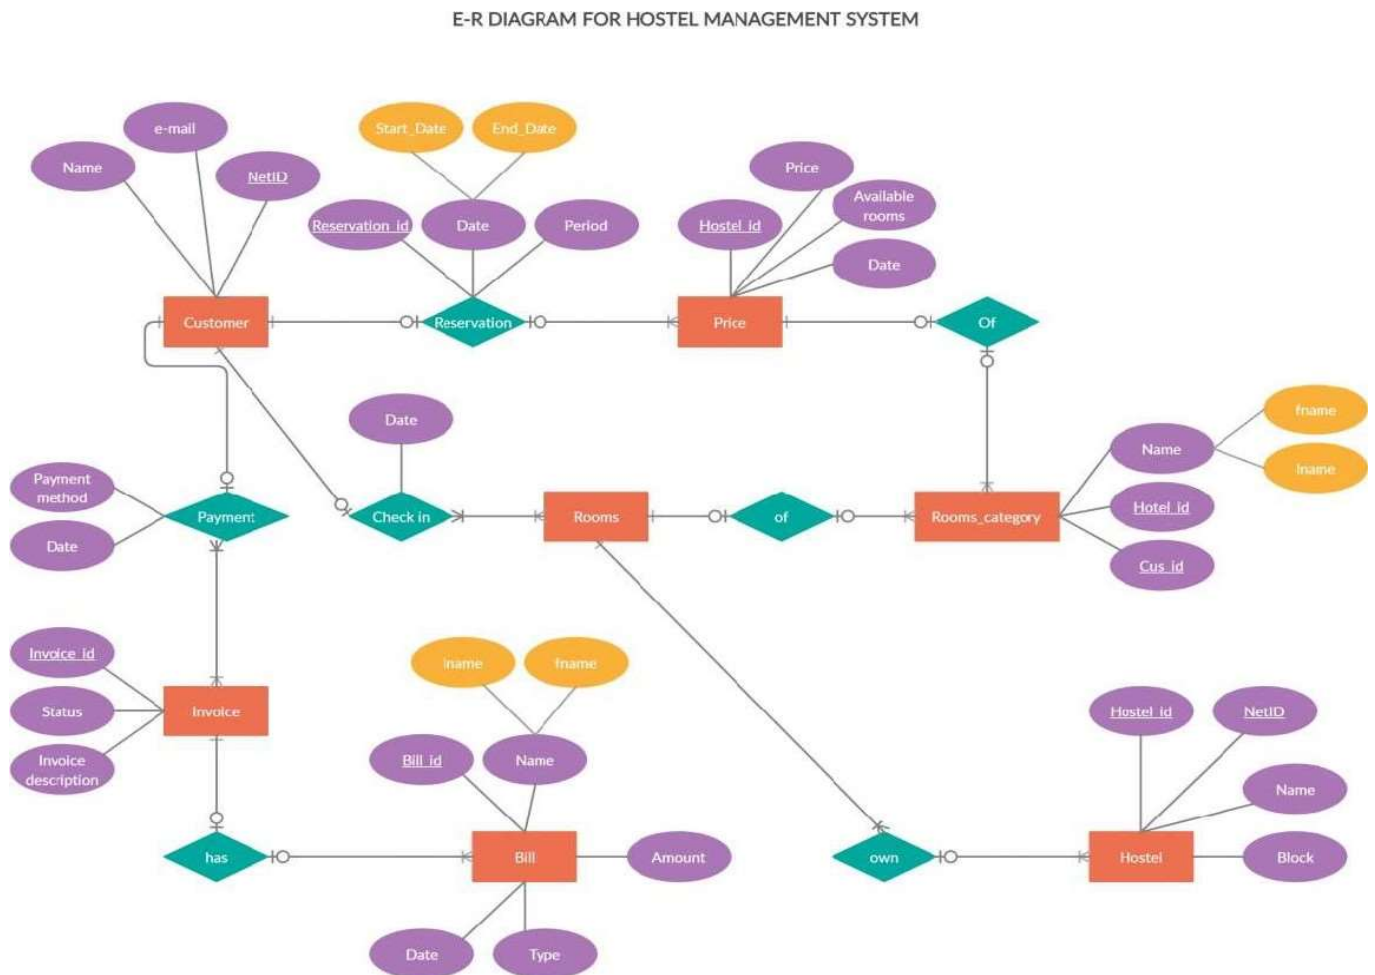 E-R DIAGRAM FOR HOSTEL MANAGEMENT SYSTEM
e-mail
Start_Date
End_Date
Name
NetID
Price
Available
rooms
Reservation_id
Date
Period
Hostel_id
Date
Customer
Reservation
Price
Of
Date
fname
Name
lname
Payment
method
Payment
Check in
Rooms
of
Rooms_category
Hotel_id
Date
Cus_id
Invoice_id
lname
fname
Status
Invoice
Hostel_id
NetID
Invoice
description
Bill_id
Name
Name
has
Bill
Amount
own
Hostel
Block
Date
Type